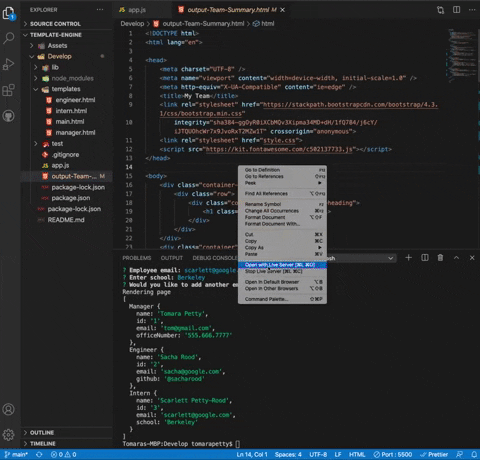 app.js
output-Team-Summary.html M
EXPLORER
SOURCE CONTROL
TEMPLATE-ENGINE
Assets
Develop
lib
node_modules
templates
engineer.html
intern.html
main.html
manager.html
test
.gitignore
app.js
output-Team-... M
package-lock.json
package.json
package-lock.json
README.md
OUTLINE
TIMELINE
Develop > output-Team-Summary.html > html
1 <!DOCTYPE html>
2 <html lang="en">
3
4 <head>
5 <meta charset="UTF-8" />
6 <meta name="viewport" content="width=device-width, initial-scale=1.0" />
7 <meta http-equiv="X-UA-Compatible" content="ie=edge" />
8 <title>My Team</title>
9 <link rel="stylesheet" href="https://stackpath.bootstrapcdn.com/bootstrap/4.3.
1/css/bootstrap.min.css"
10
crossorigin="anonymous">
11 <link rel="stylesheet" href="style.css">
12 <script src="https://kit.fontawesome.com/c502137733.js"></script>
13 </head>
14
15 <body>
16 <div class="container-
17 <div class="row">
18 <div class="co -heading">
19 <h1 class=
20 </div>
21 </div>
22 </div>
23 <div class="container"
Go to Definition F12
Go to References ⇧F12
Peek
Find All References ⌥⇧F12
Rename Symbol F2
Change All Occurrences ⌘F2
Format Document ⌥⇧F
Format Document With...
Cut ⌘X
Copy ⌘C
Copy As
Paste ⌘V
Open with Live Server [⌘L ⌘O]
Stop Live Server [⌘L ⌘C]
Open In Default Browser ⌥B
Open In Other Browsers ⌥⇧B
Command Palette... ⇧⌘P
PROBLEMS OUTPUT DEBUG CONSOLE
? Employee email: scarlett@google.
? Enter school: Berkeley
? Would you like to add another em
Rendering page
[
Manager {
name: 'Tomara Petty',
id: '1',
email: 'tom@gmail.com',
officeNumber: '555.666.7777'
},
Engineer {
name: 'Sacha Rood',
id: '2',
email: 'sacha@google.com',
github: '@sacharood'
},
Intern {
name: 'Scarlett Petty-Rood',
id: '3',
email: 'scarlett@google.com',
school: 'Berkeley'
}
]
Tomaras-MBP:Develop tomarapetty$
main* 0 0 Ln 14, Col 1 Spaces: 4 UTF-8 LF HTML Port : 5500 Prettier